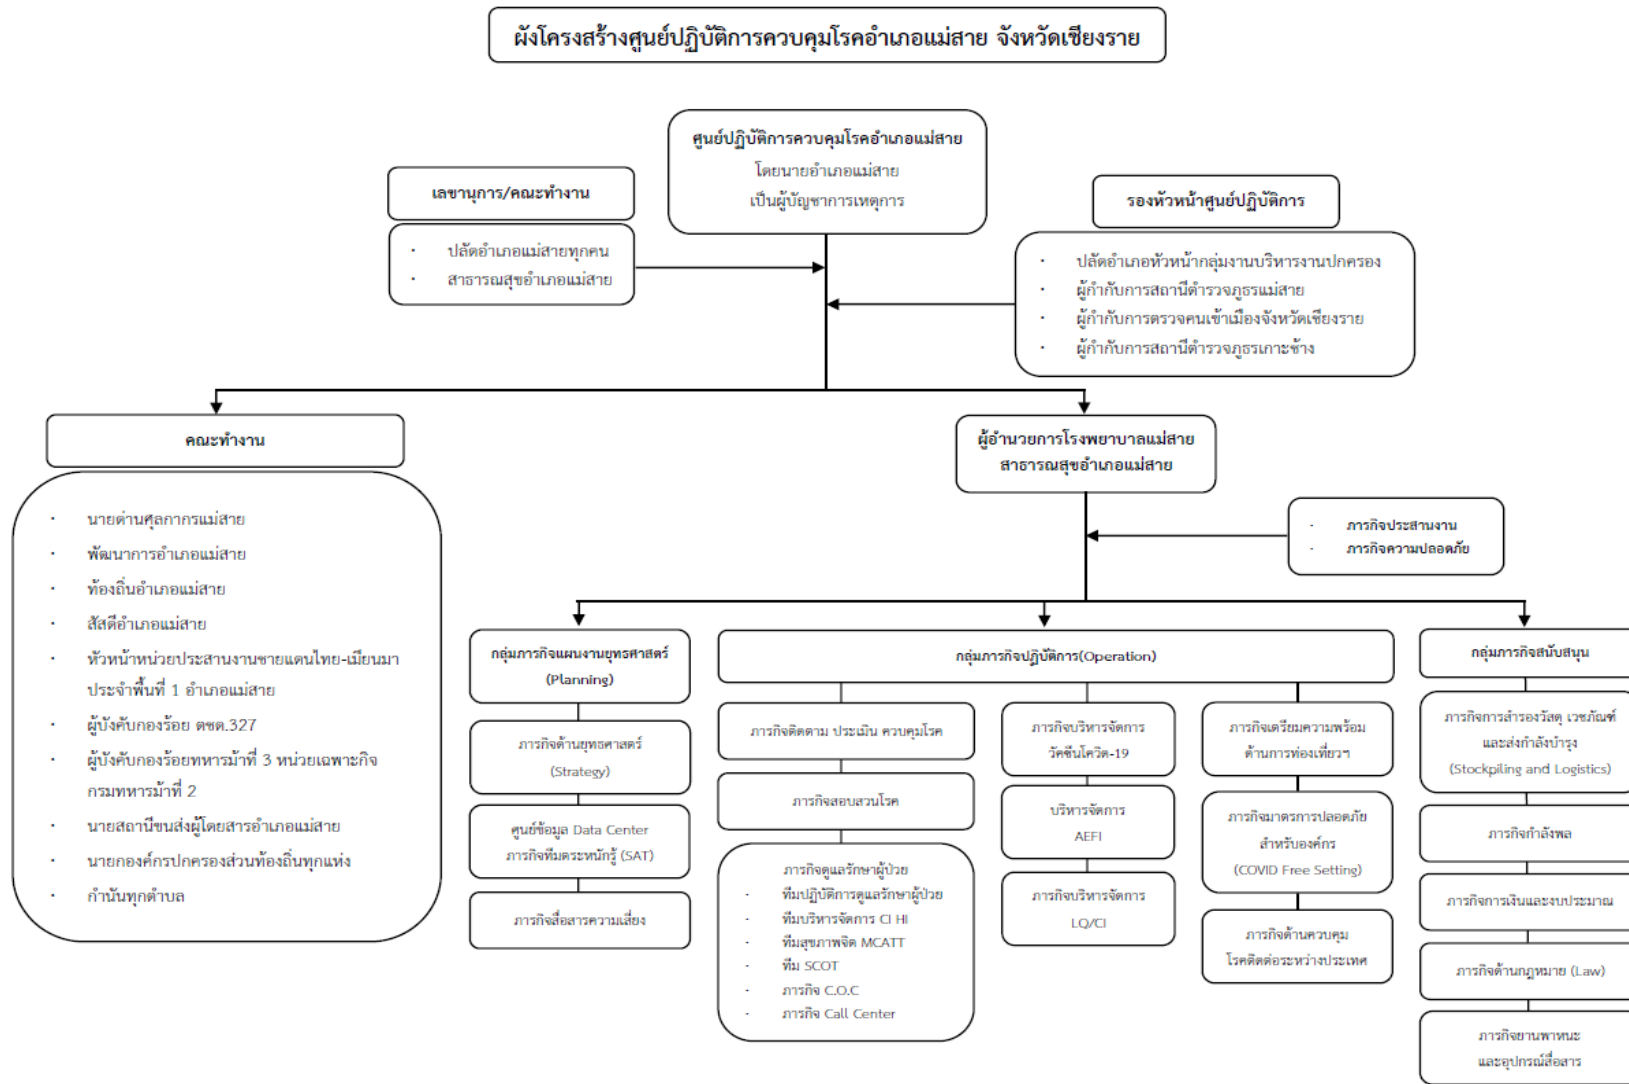 ผังโครงสร้างศูนย์ปฏิบัติการควบคุมโรคอำเภอแม่สาย จังหวัดเชียงราย
ศูนย์ปฏิบัติการควบคุมโรคอำเภอแม่สาย
โดยนายอำเภอแม่สาย
เป็นผู้บัญชาการเหตุการ
เลขานุการ/คณะทำงาน
· ปลัดอำเภอแม่สายทุกคน
· สาธารณสุขอำเภอแม่สาย
รองหัวหน้าศูนย์ปฏิบัติการ
· ปลัดอำเภอหัวหน้ากลุ่มงานบริหารงานปกครอง
· ผู้กำกับการสถานีตำรวจภูธรแม่สาย
· ผู้กำกับการตรวจคนเข้าเมืองจังหวัดเชียงราย
· ผู้กำกับการสถานีตำรวจภูธรเกาะช้าง
คณะทำงาน
· นายด่านศุลกากรแม่สาย
· พัฒนาการอำเภอแม่สาย
· ท้องถิ่นอำเภอแม่สาย
· สัสดีอำเภอแม่สาย
· หัวหน้าหน่วยประสานงานชายแดนไทย-เมียนมา
ประจำพื้นที่ 1 อำเภอแม่สาย
· ผู้บังคับกองร้อย ตชด.327
· ผู้บังคับกองร้อยทหารม้าที่ 3 หน่วยเฉพาะกิจ
กรมทหารม้าที่ 2
· นายสถานีขนส่งผู้โดยสารอำเภอแม่สาย
· นายกองค์กรปกครองส่วนท้องถิ่นทุกแห่ง
· กำนันทุกตำบล
ผู้อำนวยการโรงพยาบาลแม่สาย
สาธารณสุขอำเภอแม่สาย
· ภารกิจประสานงาน
· ภารกิจความปลอดภัย
กลุ่มภารกิจแผนงานยุทธศาสตร์
(Planning)
ภารกิจด้านยุทธศาสตร์
(Strategy)
ศูนย์ข้อมูล Data Center
ภารกิจทีมตระหนักรู้ (SAT)
ภารกิจสื่อสารความเสี่ยง
กลุ่มภารกิจปฏิบัติการ(Operation)
ภารกิจติดตาม ประเมิน ควบคุมโรค
ภารกิจสอบสวนโรค
ภารกิจดูแลรักษาผู้ป่วย
· ทีมปฏิบัติการดูแลรักษาผู้ป่วย
· ทีมบริหารจัดการ CI HI
· ทีมสุขภาพจิต MCATT
· ทีม SCOT
· ภารกิจ C.O.C
· ภารกิจ Call Center
ภารกิจบริหารจัดการ
วัคซีนโควิด-19
บริหารจัดการ
AEFI
ภารกิจบริหารจัดการ
LQ/CI
ภารกิจเตรียมความพร้อม
ด้านการท่องเที่ยวฯ
ภารกิจมาตรการปลอดภัย
สำหรับองค์กร
(COVID Free Setting)
ภารกิจด้านควบคุม
โรคติดต่อระหว่างประเทศ
กลุ่มภารกิจสนับสนุน
ภารกิจการสำรองวัสดุ เวชภัณฑ์
และส่งกำลังบำรุง
(Stockpiling and Logistics)
ภารกิจกำลังพล
ภารกิจการเงินและงบประมาณ
ภารกิจด้านกฎหมาย (Law)
ภารกิจยานพาหนะ
และอุปกรณ์สื่อสาร